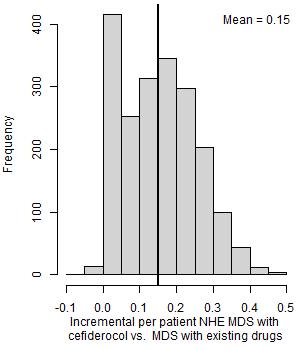 Mean = 0.15
400
300
200
100
0
Frequency
-0.1 0.0 0.1 0.2 0.3 0.4 0.5
Incremental per patient NHE MDS with
cefiderocol vs. MDS with existing drugs